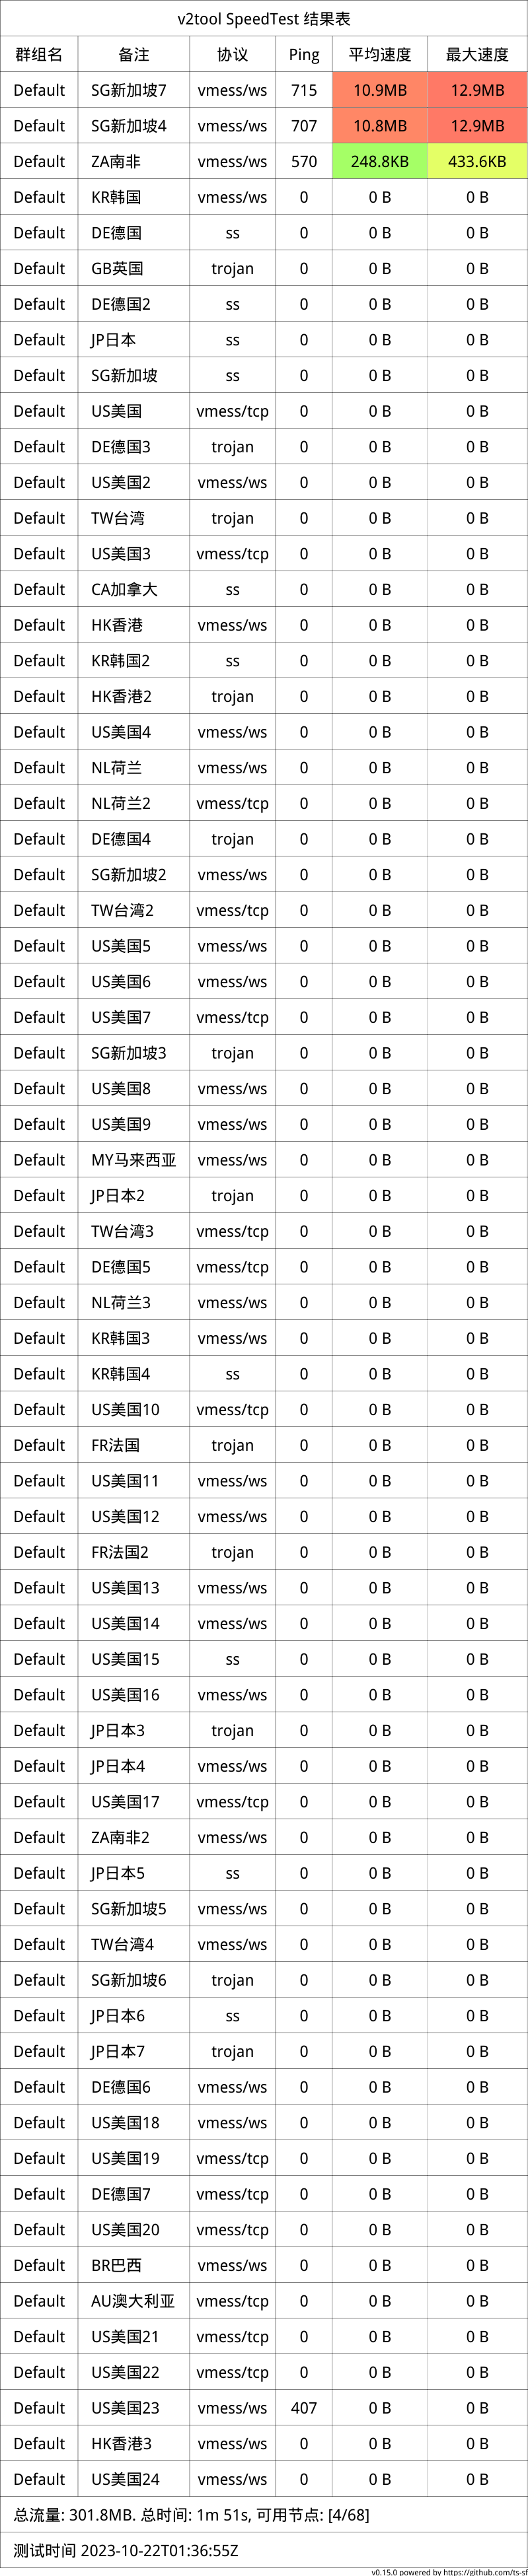 v2tool SpeedTest 结果表
群组名 备注 协议 Ping 平均速度 最大速度
Default SG新加坡7 vmess/ws 715 10.9MB 12.9MB
Default SG新加坡4 vmess/ws 707 10.8MB 12.9MB
Default ZA南非 vmess/ws 570 248.8KB 433.6KB
Default KR韩国 vmess/ws 0 0 B 0 B
Default DE德国 ss 0 0 B 0 B
Default GB英国 trojan 0 0 B 0 B
Default DE德国2 ss 0 0 B 0 B
Default JP日本 ss 0 0 B 0 B
Default SG新加坡 ss 0 0 B 0 B
Default US美国 vmess/tcp 0 0 B 0 B
Default DE德国3 trojan 0 0 B 0 B
Default US美国2 vmess/ws 0 0 B 0 B
Default TW台湾 trojan 0 0 B 0 B
Default US美国3 vmess/tcp 0 0 B 0 B
Default CA加拿大 ss 0 0 B 0 B
Default HK香港 vmess/ws 0 0 B 0 B
Default KR韩国2 ss 0 0 B 0 B
Default HK香港2 trojan 0 0 B 0 B
Default US美国4 vmess/ws 0 0 B 0 B
Default NL荷兰 vmess/ws 0 0 B 0 B
Default NL荷兰2 vmess/tcp 0 0 B 0 B
Default DE德国4 trojan 0 0 B 0 B
Default SG新加坡2 vmess/ws 0 0 B 0 B
Default TW台湾2 vmess/tcp 0 0 B 0 B
Default US美国5 vmess/ws 0 0 B 0 B
Default US美国6 vmess/ws 0 0 B 0 B
Default US美国7 vmess/tcp 0 0 B 0 B
Default SG新加坡3 trojan 0 0 B 0 B
Default US美国8 vmess/ws 0 0 B 0 B
Default US美国9 vmess/ws 0 0 B 0 B
Default MY马来西亚 vmess/ws 0 0 B 0 B
Default JP日本2 trojan 0 0 B 0 B
Default TW台湾3 vmess/tcp 0 0 B 0 B
Default DE德国5 vmess/tcp 0 0 B 0 B
Default NL荷兰3 vmess/ws 0 0 B 0 B
Default KR韩国3 vmess/ws 0 0 B 0 B
Default KR韩国4 ss 0 0 B 0 B
Default US美国10 vmess/tcp 0 0 B 0 B
Default FR法国 trojan 0 0 B 0 B
Default US美国11 vmess/ws 0 0 B 0 B
Default US美国12 vmess/ws 0 0 B 0 B
Default FR法国2 trojan 0 0 B 0 B
Default US美国13 vmess/ws 0 0 B 0 B
Default US美国14 vmess/ws 0 0 B 0 B
Default US美国15 ss 0 0 B 0 B
Default US美国16 vmess/ws 0 0 B 0 B
Default JP日本3 trojan 0 0 B 0 B
Default JP日本4 vmess/ws 0 0 B 0 B
Default US美国17 vmess/tcp 0 0 B 0 B
Default ZA南非2 vmess/ws 0 0 B 0 B
Default JP日本5 ss 0 0 B 0 B
Default SG新加坡5 vmess/ws 0 0 B 0 B
Default TW台湾4 vmess/ws 0 0 B 0 B
Default SG新加坡6 trojan 0 0 B 0 B
Default JP日本6 ss 0 0 B 0 B
Default JP日本7 trojan 0 0 B 0 B
Default DE德国6 vmess/ws 0 0 B 0 B
Default US美国18 vmess/ws 0 0 B 0 B
Default US美国19 vmess/tcp 0 0 B 0 B
Default DE德国7 vmess/tcp 0 0 B 0 B
Default US美国20 vmess/tcp 0 0 B 0 B
Default BR巴西 vmess/ws 0 0 B 0 B
Default AU澳大利亚 vmess/tcp 0 0 B 0 B
Default US美国21 vmess/tcp 0 0 B 0 B
Default US美国22 vmess/tcp 0 0 B 0 B
Default US美国23 vmess/ws 407 0 B 0 B
Default HK香港3 vmess/ws 0 0 B 0 B
Default US美国24 vmess/ws 0 0 B 0 B
总流量: 301.8MB. 总时间: 1m 51s, 可用节点: [4/68]
测试时间 2023-10-22T01:36:55Z
v0.15.0 powered by https://github.com/ts-sf